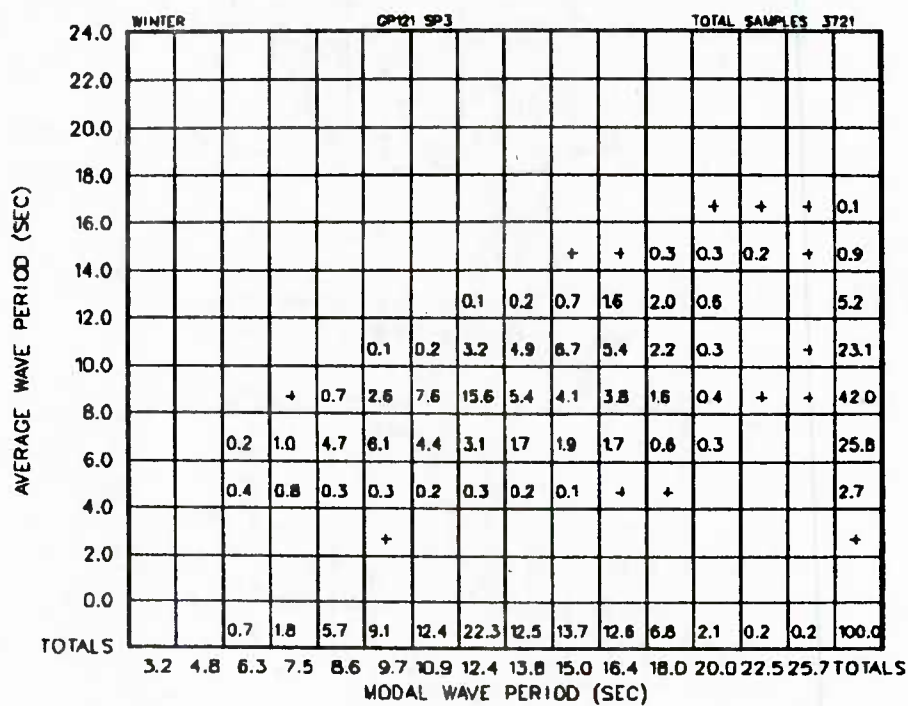 WINTER GP121 SP3 TOTAL SAMPLES 3721
24.0
22.0
20.0
18.0
+ + + 0.1
16.0
+ + 0.3 0.3 0.2 + 0.9
14.0
0.1 0.2 0.7 1.6 2.0 0.6 5.2
12.0
0.1 0.2 3.2 4.9 6.7 5.4 2.2 0.3 + 23.1
10.0
+ 0.7 2.6 7.6 15.6 5.4 4.1 3.8 1.6 0.4 + + 42.0
8.0
0.2 1.0 4.7 6.1 4.4 3.1 1.7 1.9 1.7 0.6 0.3 25.8
6.0
0.4 0.8 0.3 0.3 0.2 0.3 0.2 0.1 + + 2.7
4.0
+ +
2.0
0.0
TOTALS 0.7 1.8 5.7 9.1 12.4 22.3 12.5 13.7 12.6 6.8 2.1 0.2 0.2 100.0
3.2 4.8 6.3 7.5 8.6 9.7 10.9 12.4 13.8 15.0 16.4 18.0 20.0 22.5 25.7 TOTALS
MODAL WAVE PERIOD (SEC)
AVERAGE WAVE PERIOD (SEC)